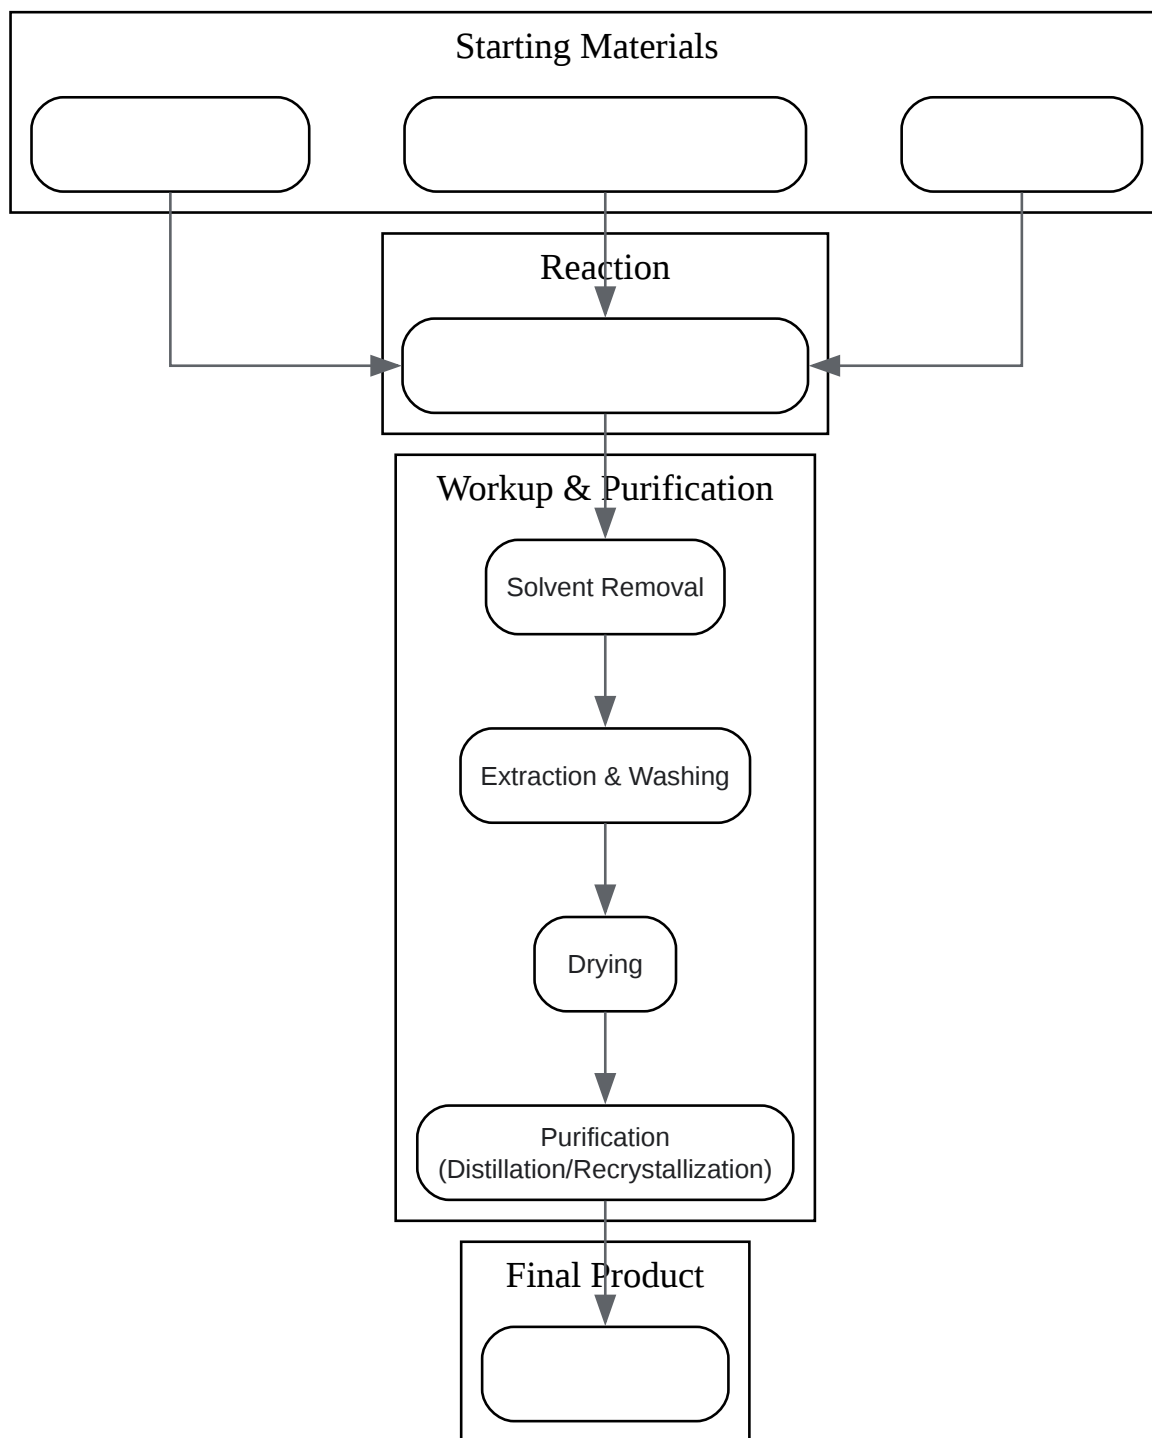 Starting Materials
Reaction
Workup & Purification
Solvent Removal
Extraction & Washing
Drying
Purification
(Distillation/Recrystallization)
Final Product